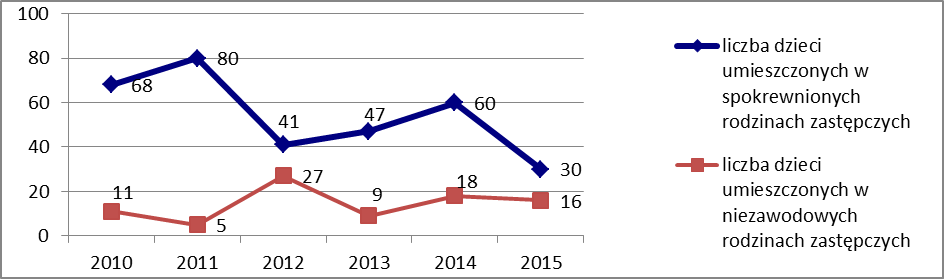 100
80
60
40
20
0
68
80
41
47
60
30
11
5
27
9
18
16
2010 2011 2012 2013 2014 2015
liczba dzieci
umieszczonych w
spokrewnionych
rodzinach zastępczych
liczba dzieci
umieszczonych w
niezawodowych
rodzinach zastępczych